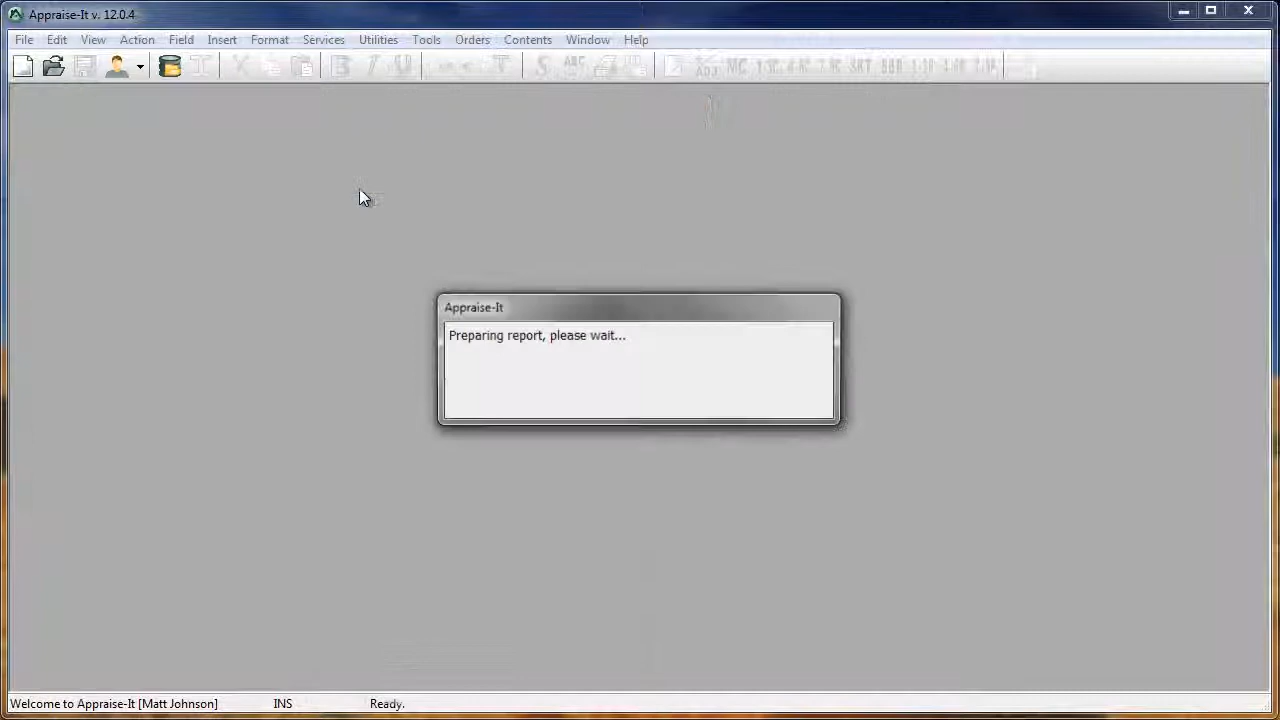 Appraise-It v. 12.0.4
File Edit View Action Field Insert Format Services Utilities Tools Orders Contents Window Help
Appraise-It
Preparing report, please wait...
Welcome to Appraise-It [Matt Johnson] INS Ready.